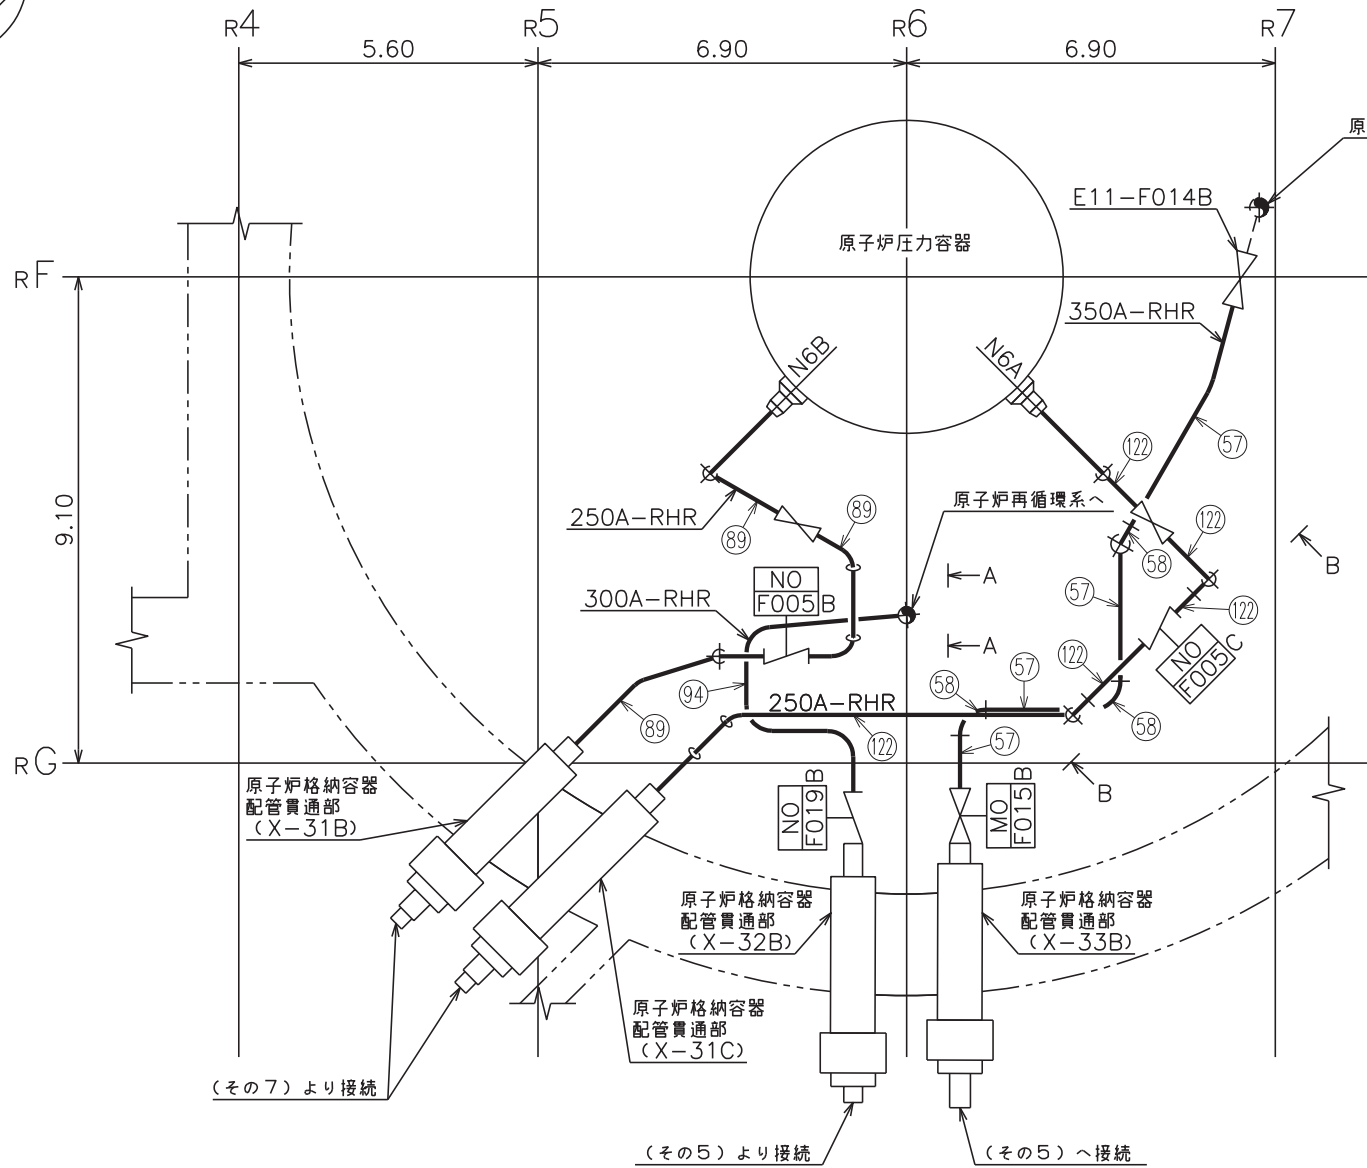 R4
R5
R6
R7
5.60
6.90
6.90
原
E11-F014B
原子炉圧力容器
RF
350A-RHR
N6B
N6A
57
122
9.10
原子炉再循環系へ
250A-RHR
89
89
122
58
B
NO
F005B
A
300A-RHR
57
122
A
NO
F005C
122
57
94
58
250A-RHR
89
122
57
58
RG
原子炉格納容器
配管貫通部
(X-31B)
NO
F019B
MO
F015B
B
原子炉格納容器
配管貫通部
(X-32B)
原子炉格納容器
配管貫通部
(X-33B)
原子炉格納容器
配管貫通部
(X-31C)
(その7)より接続
(その5)より接続
(その5)へ接続